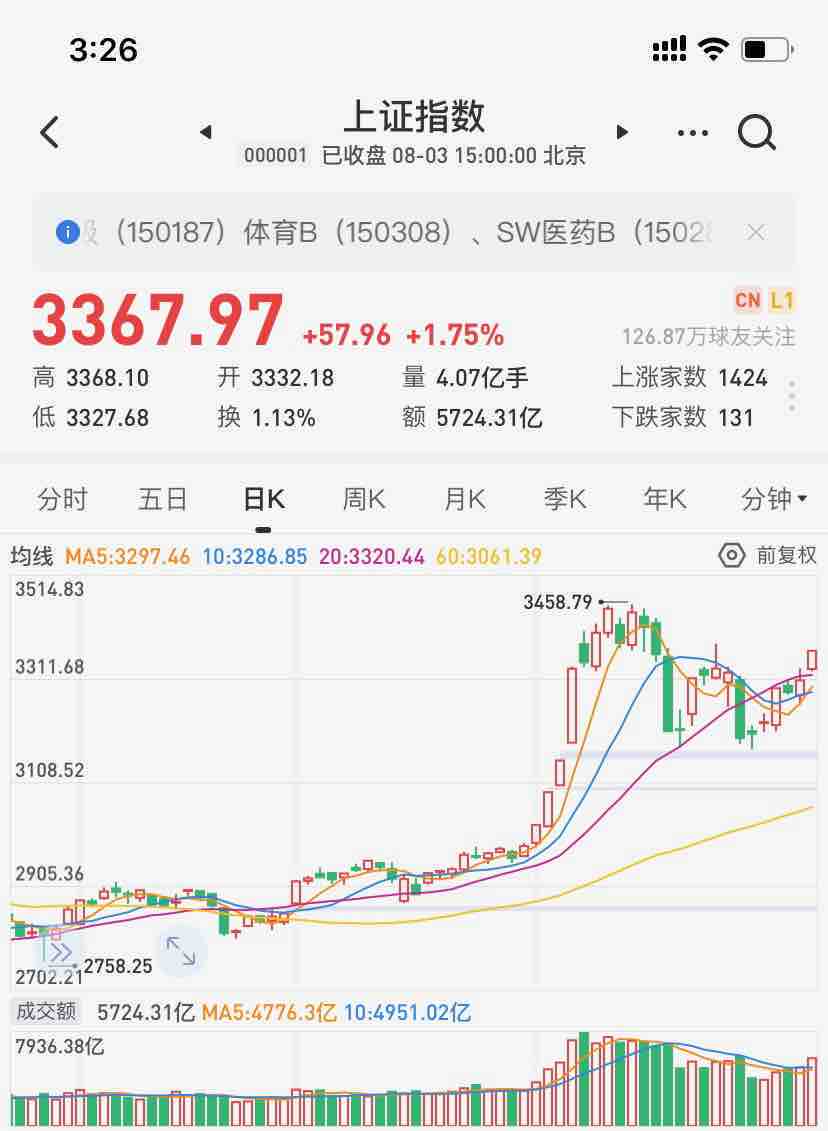 3:26
上证指数
000001 已收盘 08-03 15:00:00 北京
(150187) 体育B (150308) 、SW医药B (1502
3367.97 +57.96 +1.75%
CN L1
126.87万球友关注
高 3368.10 开 3332.18 量 4.07亿手 上涨家数 1424
低 3327.68 换 1.13% 额 5724.31亿 下跌家数 131
分时 五日 日K 周K 月K 季K 年K 分钟
均线 MA5:3297.46 10:3286.85 20:3320.44 60:3061.39 前复权
3514.83
3458.79
3311.68
3108.52
2905.36
2758.25
2702.21
成交额 5724.31亿 MA5:4776.3亿 10:4951.02亿
7936.38亿